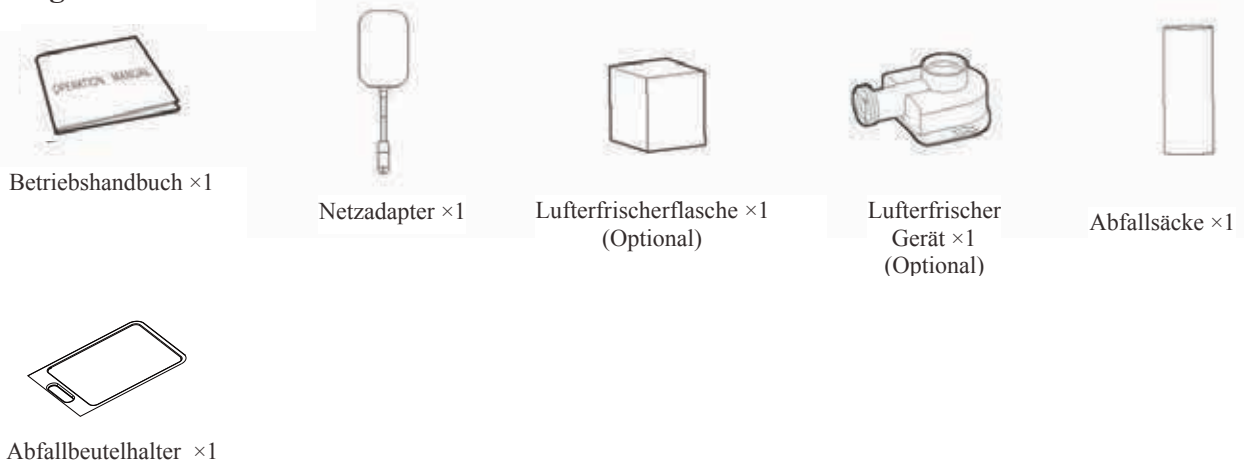 OPERATION MANUAL
Betriebshandbuch ×1
Netzadapter ×1
Lufterfrischerflasche ×1
(Optional)
Lufterfrischer
Gerät ×1
(Optional)
Abfallsäcke ×1
Abfallbeutelhalter ×1